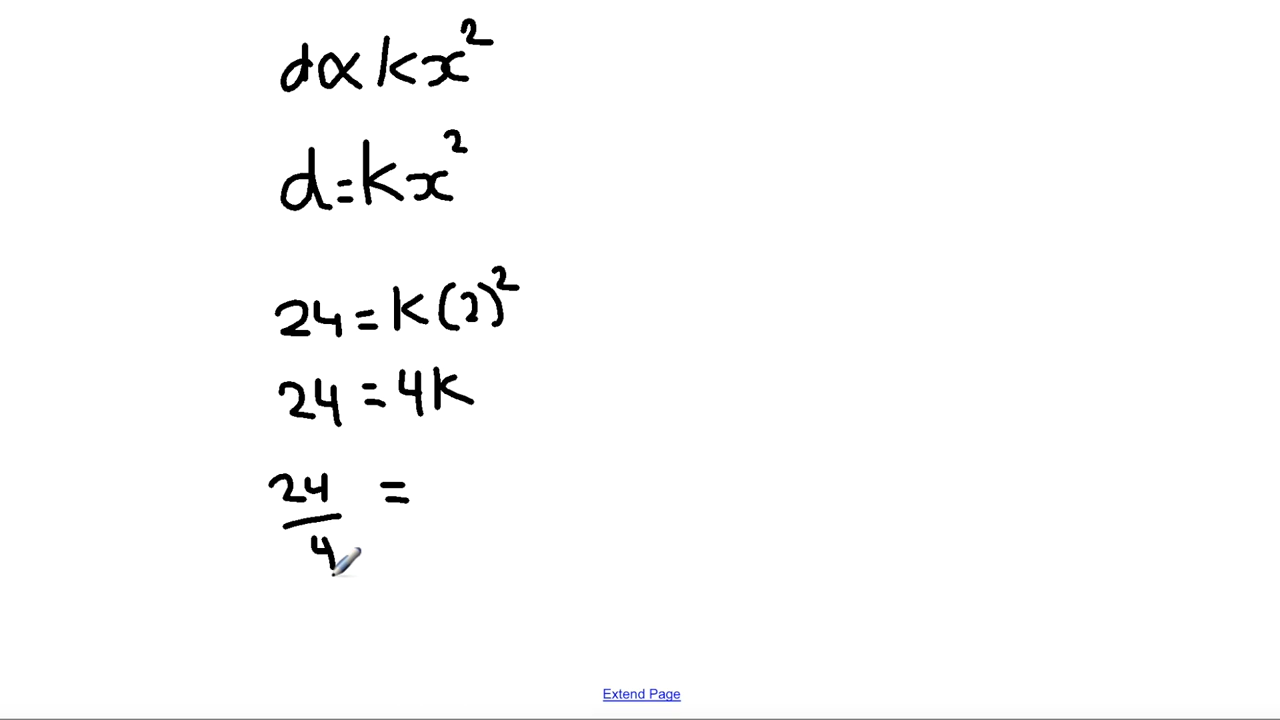 d∝kx²
d=kx²
24=k(2)²
24=4k
24/4 =
Extend Page